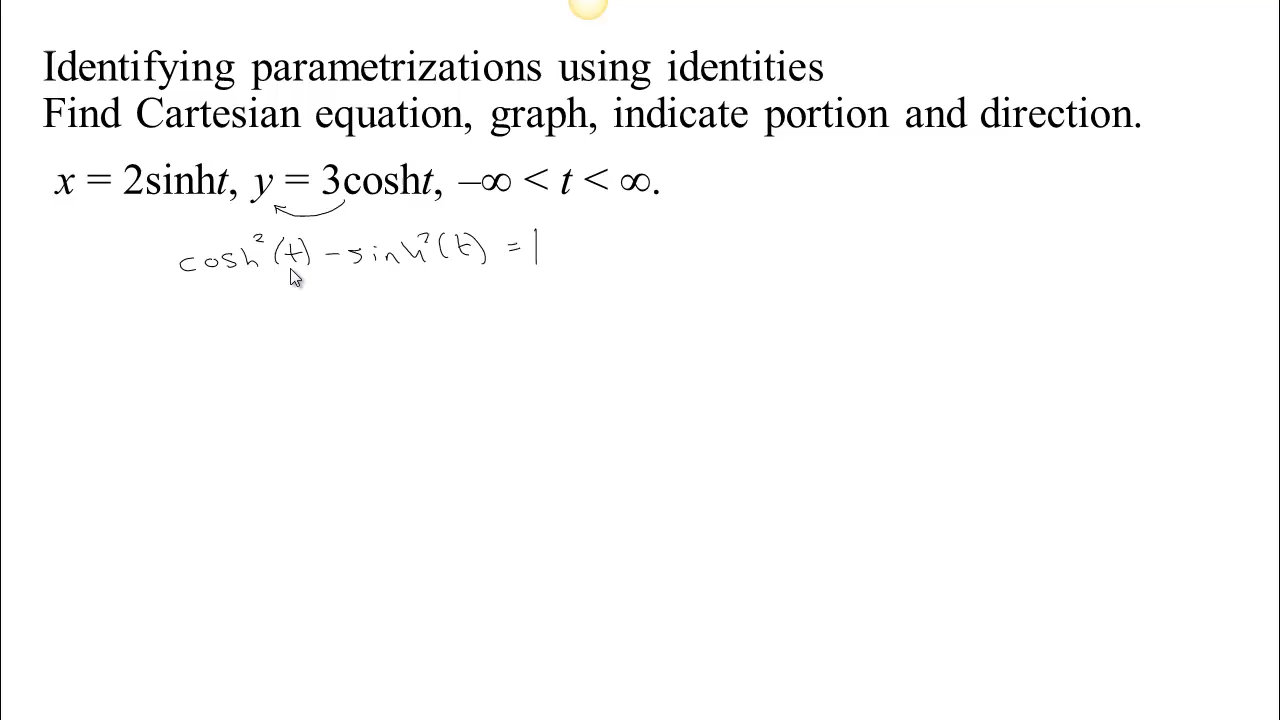 Identifying parametrizations using identities
Find Cartesian equation, graph, indicate portion and direction.
x = 2sinht, y = 3cosht, –∞ < t < ∞.
cosh²(t) – sinh²(t) = 1